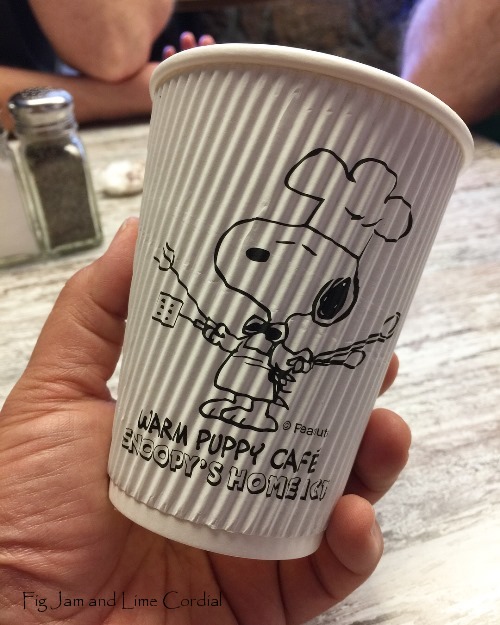 © Peanut
WARM PUPPY CAFÉ
SNOOPY'S HOME ICE
Fig Jam and Lime Cordial